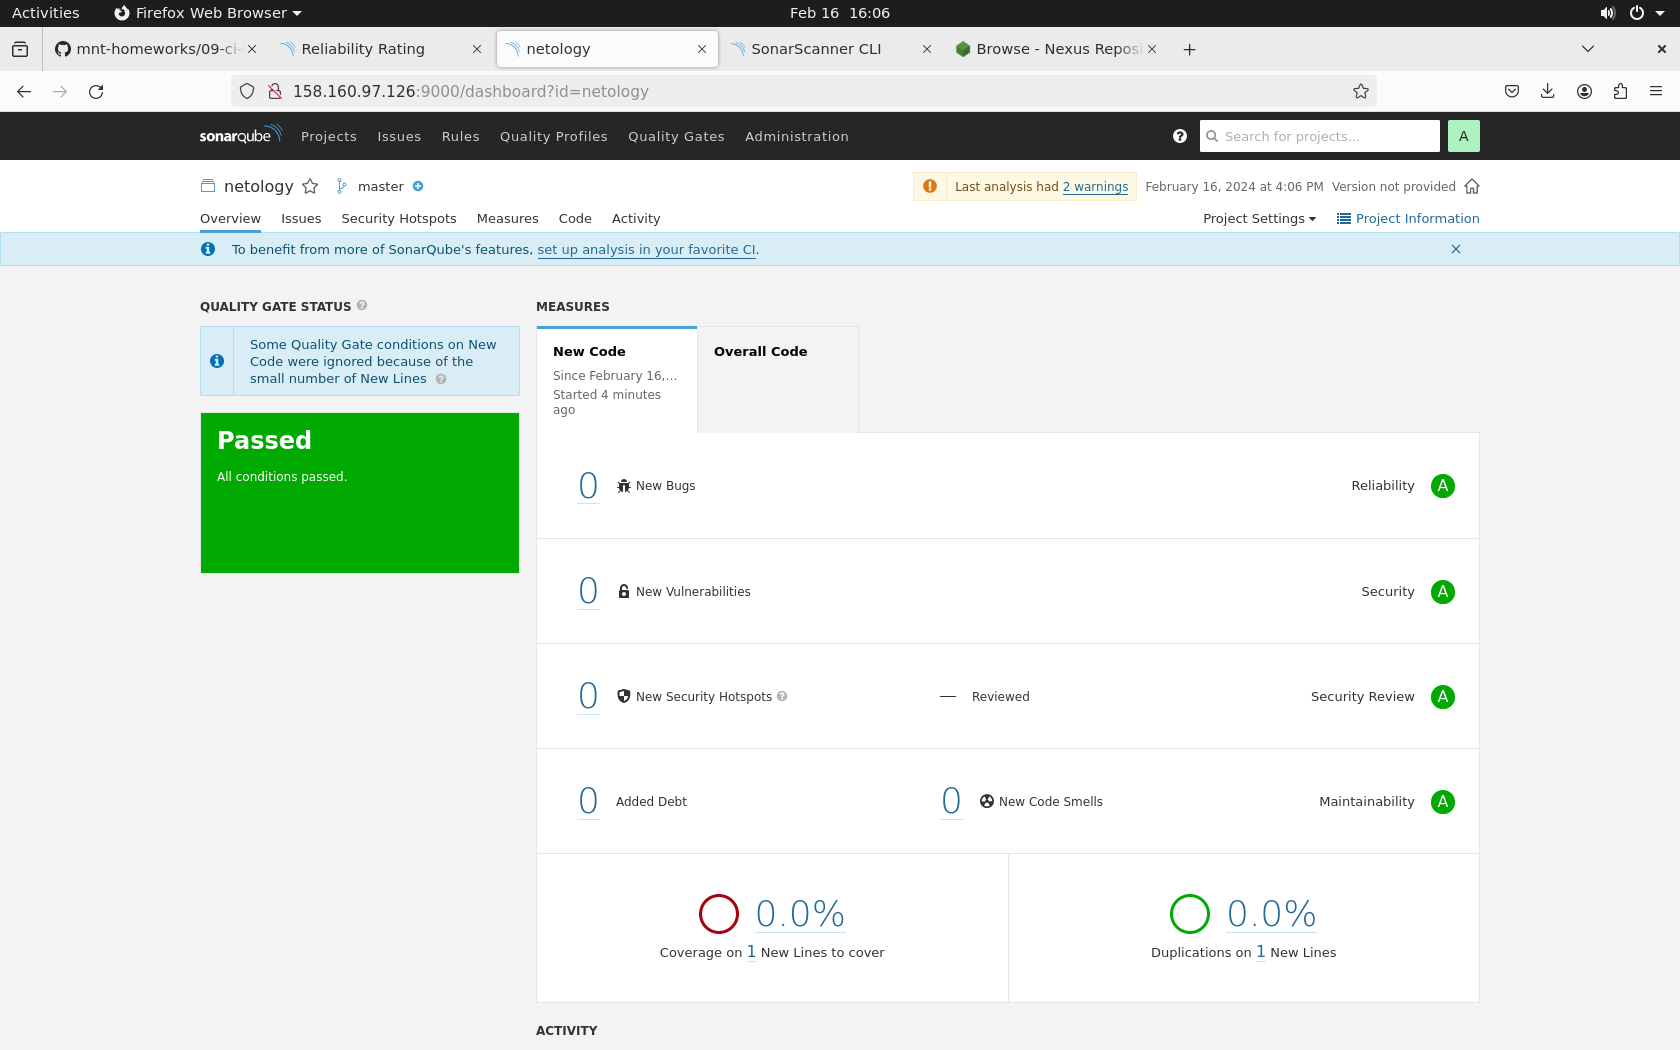 Activities Firefox Web Browser Feb 16 16:06
mnt-homeworks/09-ci- Reliability Rating netology SonarScanner CLI Browse - Nexus Reposi
158.160.97.126:9000/dashboard?id=netology
sonarqube Projects Issues Rules Quality Profiles Quality Gates Administration Search for projects... A
netology master Last analysis had 2 warnings February 16, 2024 at 4:06 PM Version not provided
Overview Issues Security Hotspots Measures Code Activity Project Settings Project Information
To benefit from more of SonarQube's features, set up analysis in your favorite CI.
QUALITY GATE STATUS
Some Quality Gate conditions on New
Code were ignored because of the
small number of New Lines
Passed
All conditions passed.
MEASURES
New Code
Since February 16,...
Started 4 minutes
ago
Overall Code
0 New Bugs Reliability A
0 New Vulnerabilities Security A
0 New Security Hotspots — Reviewed Security Review A
0 Added Debt 0 New Code Smells Maintainability A
0.0%
Coverage on 1 New Lines to cover
0.0%
Duplications on 1 New Lines
ACTIVITY